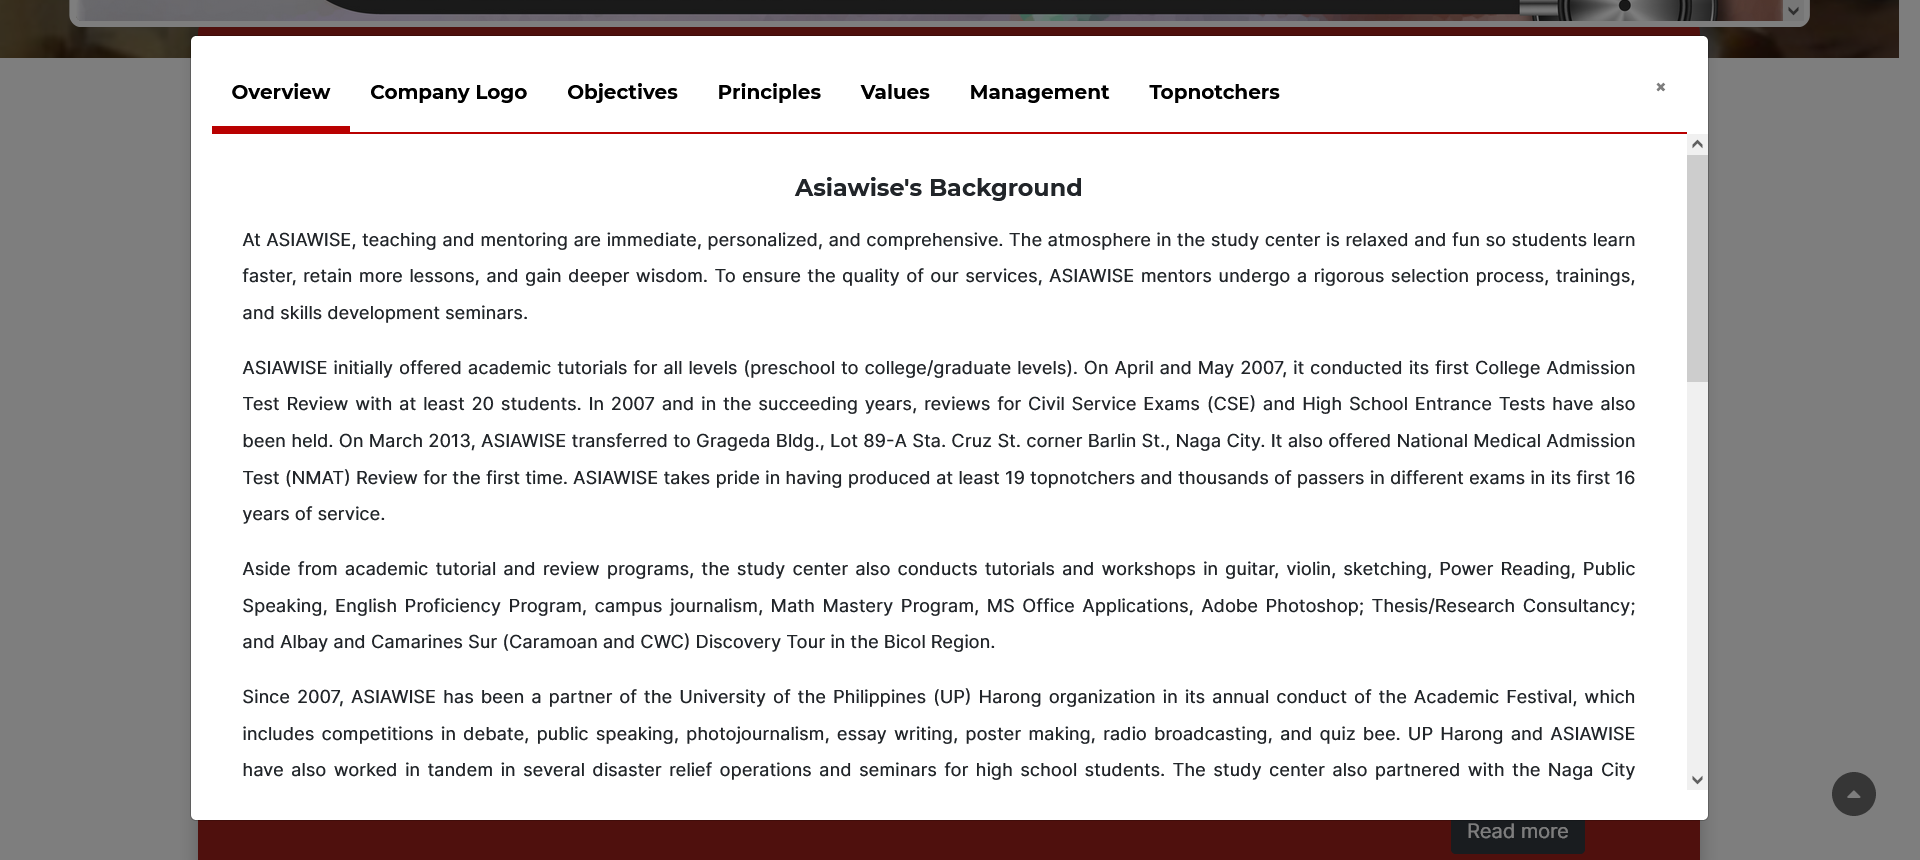 Overview Company Logo Objectives Principles Values Management Topnotchers
Asiawise's Background
At ASIAWISE, teaching and mentoring are immediate, personalized, and comprehensive. The atmosphere in the study center is relaxed and fun so students learn
faster, retain more lessons, and gain deeper wisdom. To ensure the quality of our services, ASIAWISE mentors undergo a rigorous selection process, trainings,
and skills development seminars.
ASIAWISE initially offered academic tutorials for all levels (preschool to college/graduate levels). On April and May 2007, it conducted its first College Admission
Test Review with at least 20 students. In 2007 and in the succeeding years, reviews for Civil Service Exams (CSE) and High School Entrance Tests have also
been held. On March 2013, ASIAWISE transferred to Grageda Bldg., Lot 89-A Sta. Cruz St. corner Barlin St., Naga City. It also offered National Medical Admission
Test (NMAT) Review for the first time. ASIAWISE takes pride in having produced at least 19 topnotchers and thousands of passers in different exams in its first 16
years of service.
Aside from academic tutorial and review programs, the study center also conducts tutorials and workshops in guitar, violin, sketching, Power Reading, Public
Speaking, English Proficiency Program, campus journalism, Math Mastery Program, MS Office Applications, Adobe Photoshop; Thesis/Research Consultancy;
and Albay and Camarines Sur (Caramoan and CWC) Discovery Tour in the Bicol Region.
Since 2007, ASIAWISE has been a partner of the University of the Philippines (UP) Harong organization in its annual conduct of the Academic Festival, which
includes competitions in debate, public speaking, photojournalism, essay writing, poster making, radio broadcasting, and quiz bee. UP Harong and ASIAWISE
have also worked in tandem in several disaster relief operations and seminars for high school students. The study center also partnered with the Naga City
Read more